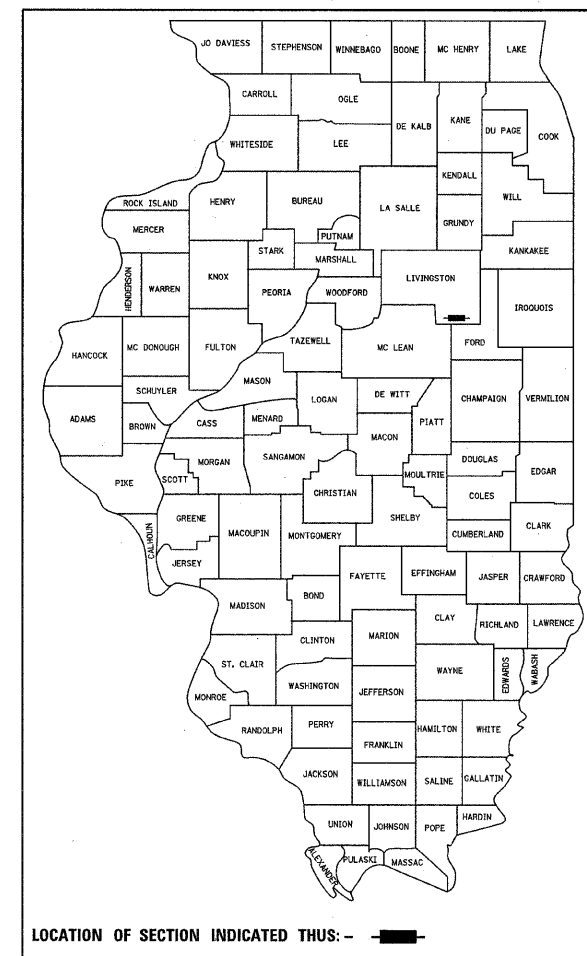 JO DAVIESS STEPHENSON WINNEBAGO BOONE MC HENRY LAKE
CARROLL OGLE DE KALB KANE DU PAGE COOK
WHITESIDE LEE
KENDALL WILL
ROCK ISLAND HENRY BUREAU LA SALLE GRUNDY
MERCER PUTNAM
STARK MARSHALL KANKAKEE
HENDERSON WARREN KNOX PEORIA WOODFORD LIVINGSTON IROQUOIS
HANCOCK MC DONOUGH FULTON TAZEWELL MC LEAN FORD
MASON
SCHUYLER LOGAN DE WITT CHAMPAIGN VERMILION
ADAMS BROWN CASS MENARD MACON PIATT
MORGAN SANGAMON MOULTRIE DOUGLAS EDGAR
PIKE SCOTT CHRISTIAN COLES
SHELBY
GREENE MACOUPIN MONTGOMERY CUMBERLAND CLARK
CALHOUN JERSEY
FAYETTE EFFINGHAM JASPER CRAWFORD
MADISON BOND
CLAY RICHLAND LAWRENCE
CLINTON MARION
ST. CLAIR WAYNE EDWARDS WABASH
WASHINGTON JEFFERSON
MONROE
RANDOLPH PERRY HAMILTON WHITE
FRANKLIN
JACKSON WILLIAMSON SALINE GALLATIN
HARDIN
UNION JOHNSON POPE
ALEXANDER PULASKI MASSAC
LOCATION OF SECTION INDICATED THUS: -